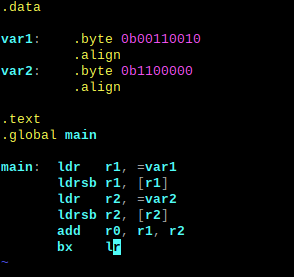 .data
var1:    .byte 0b00110010
         .align
var2:    .byte 0b1100000
         .align
.text
.global main
main:  ldr   r1, =var1
       ldrsb r1, [r1]
       ldr   r2, =var2
       ldrsb r2, [r2]
       add   r0, r1, r2
       bx    lr
~